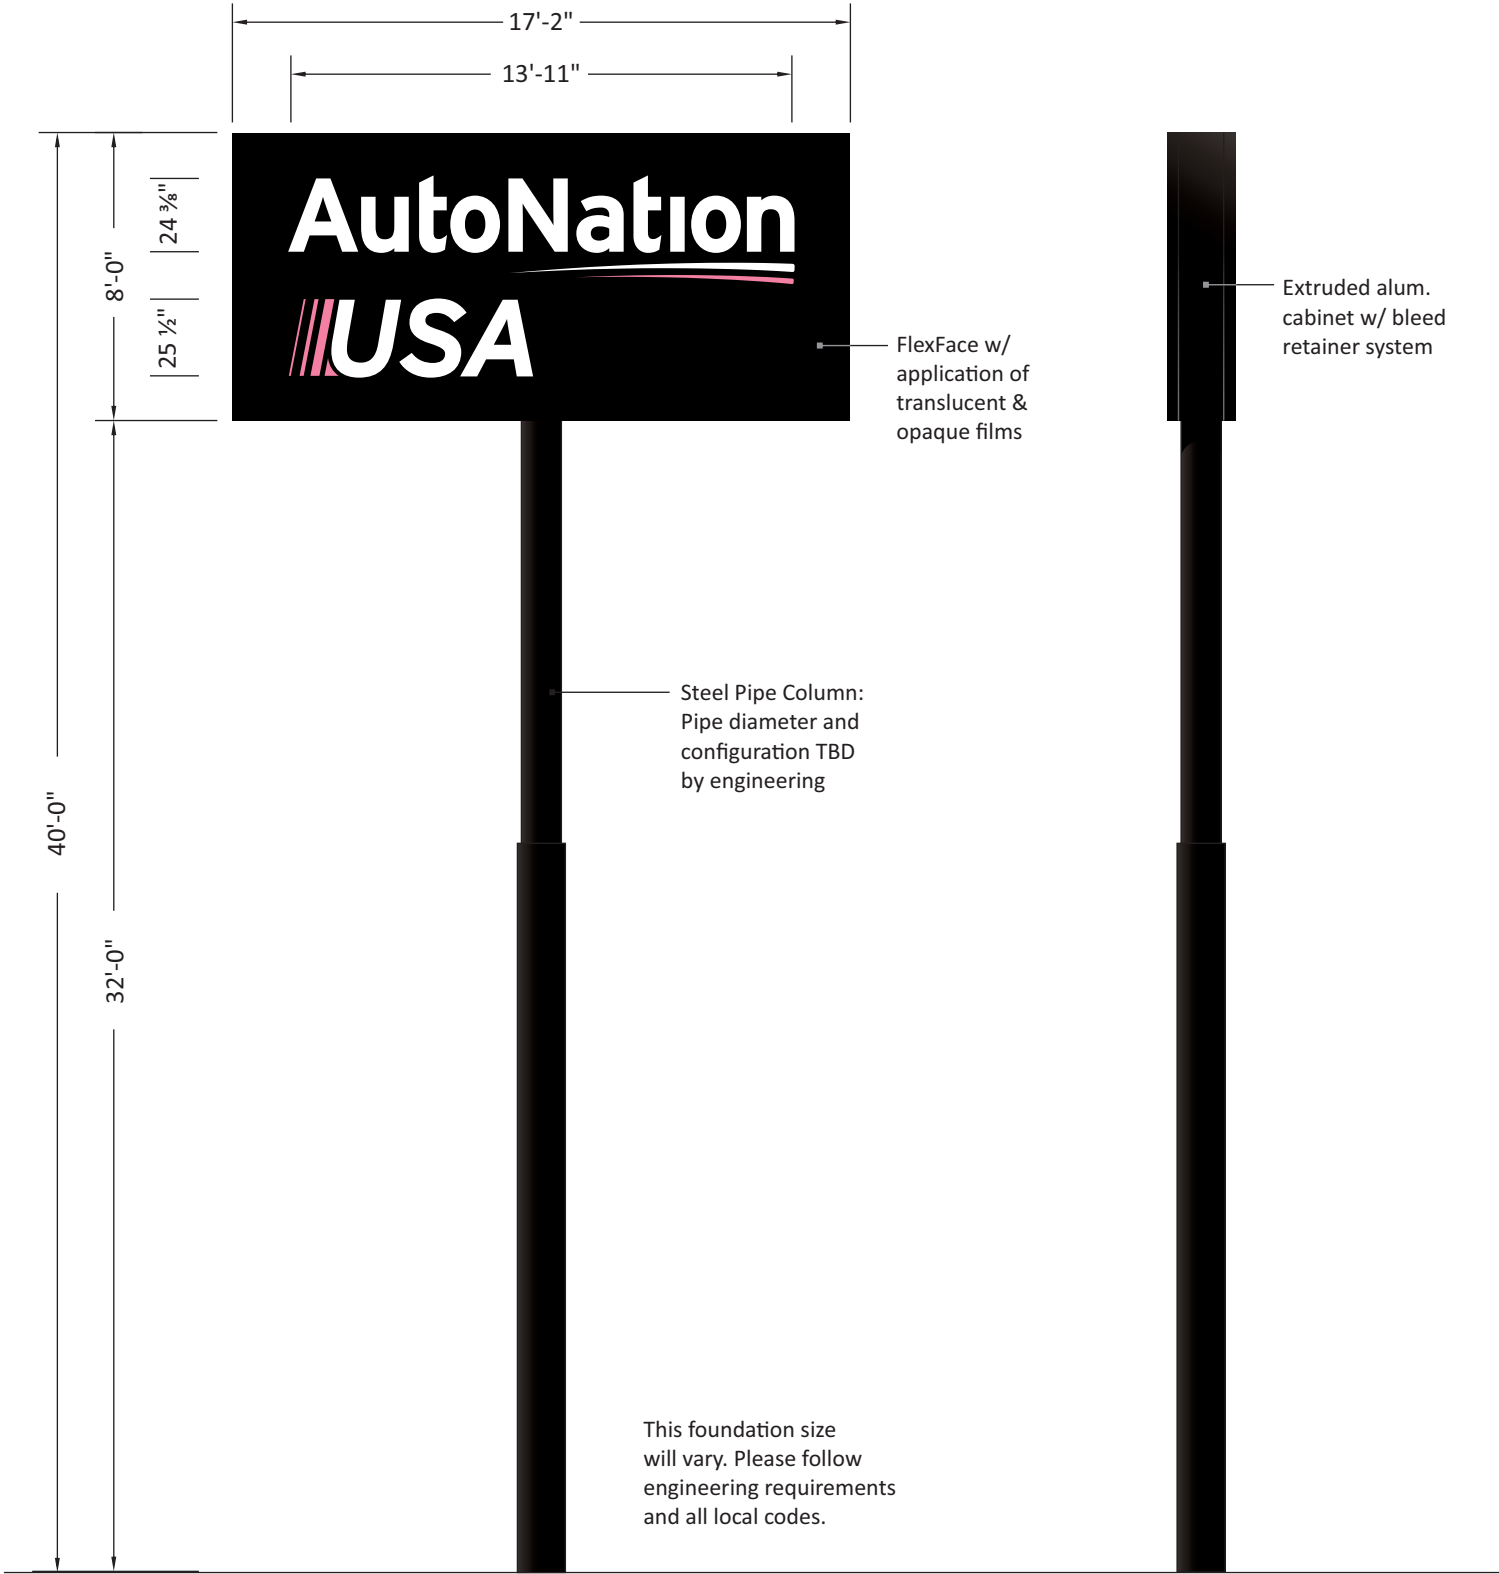 17'-2"
13'-11"
24 ⅜"
8'-0"
25 ½"
40'-0"
32'-0"
AutoNation
USA
FlexFace w/
application of
translucent &
opaque films
Extruded alum.
cabinet w/ bleed
retainer system
Steel Pipe Column:
Pipe diameter and
configuration TBD
by engineering
This foundation size
will vary. Please follow
engineering requirements
and all local codes.